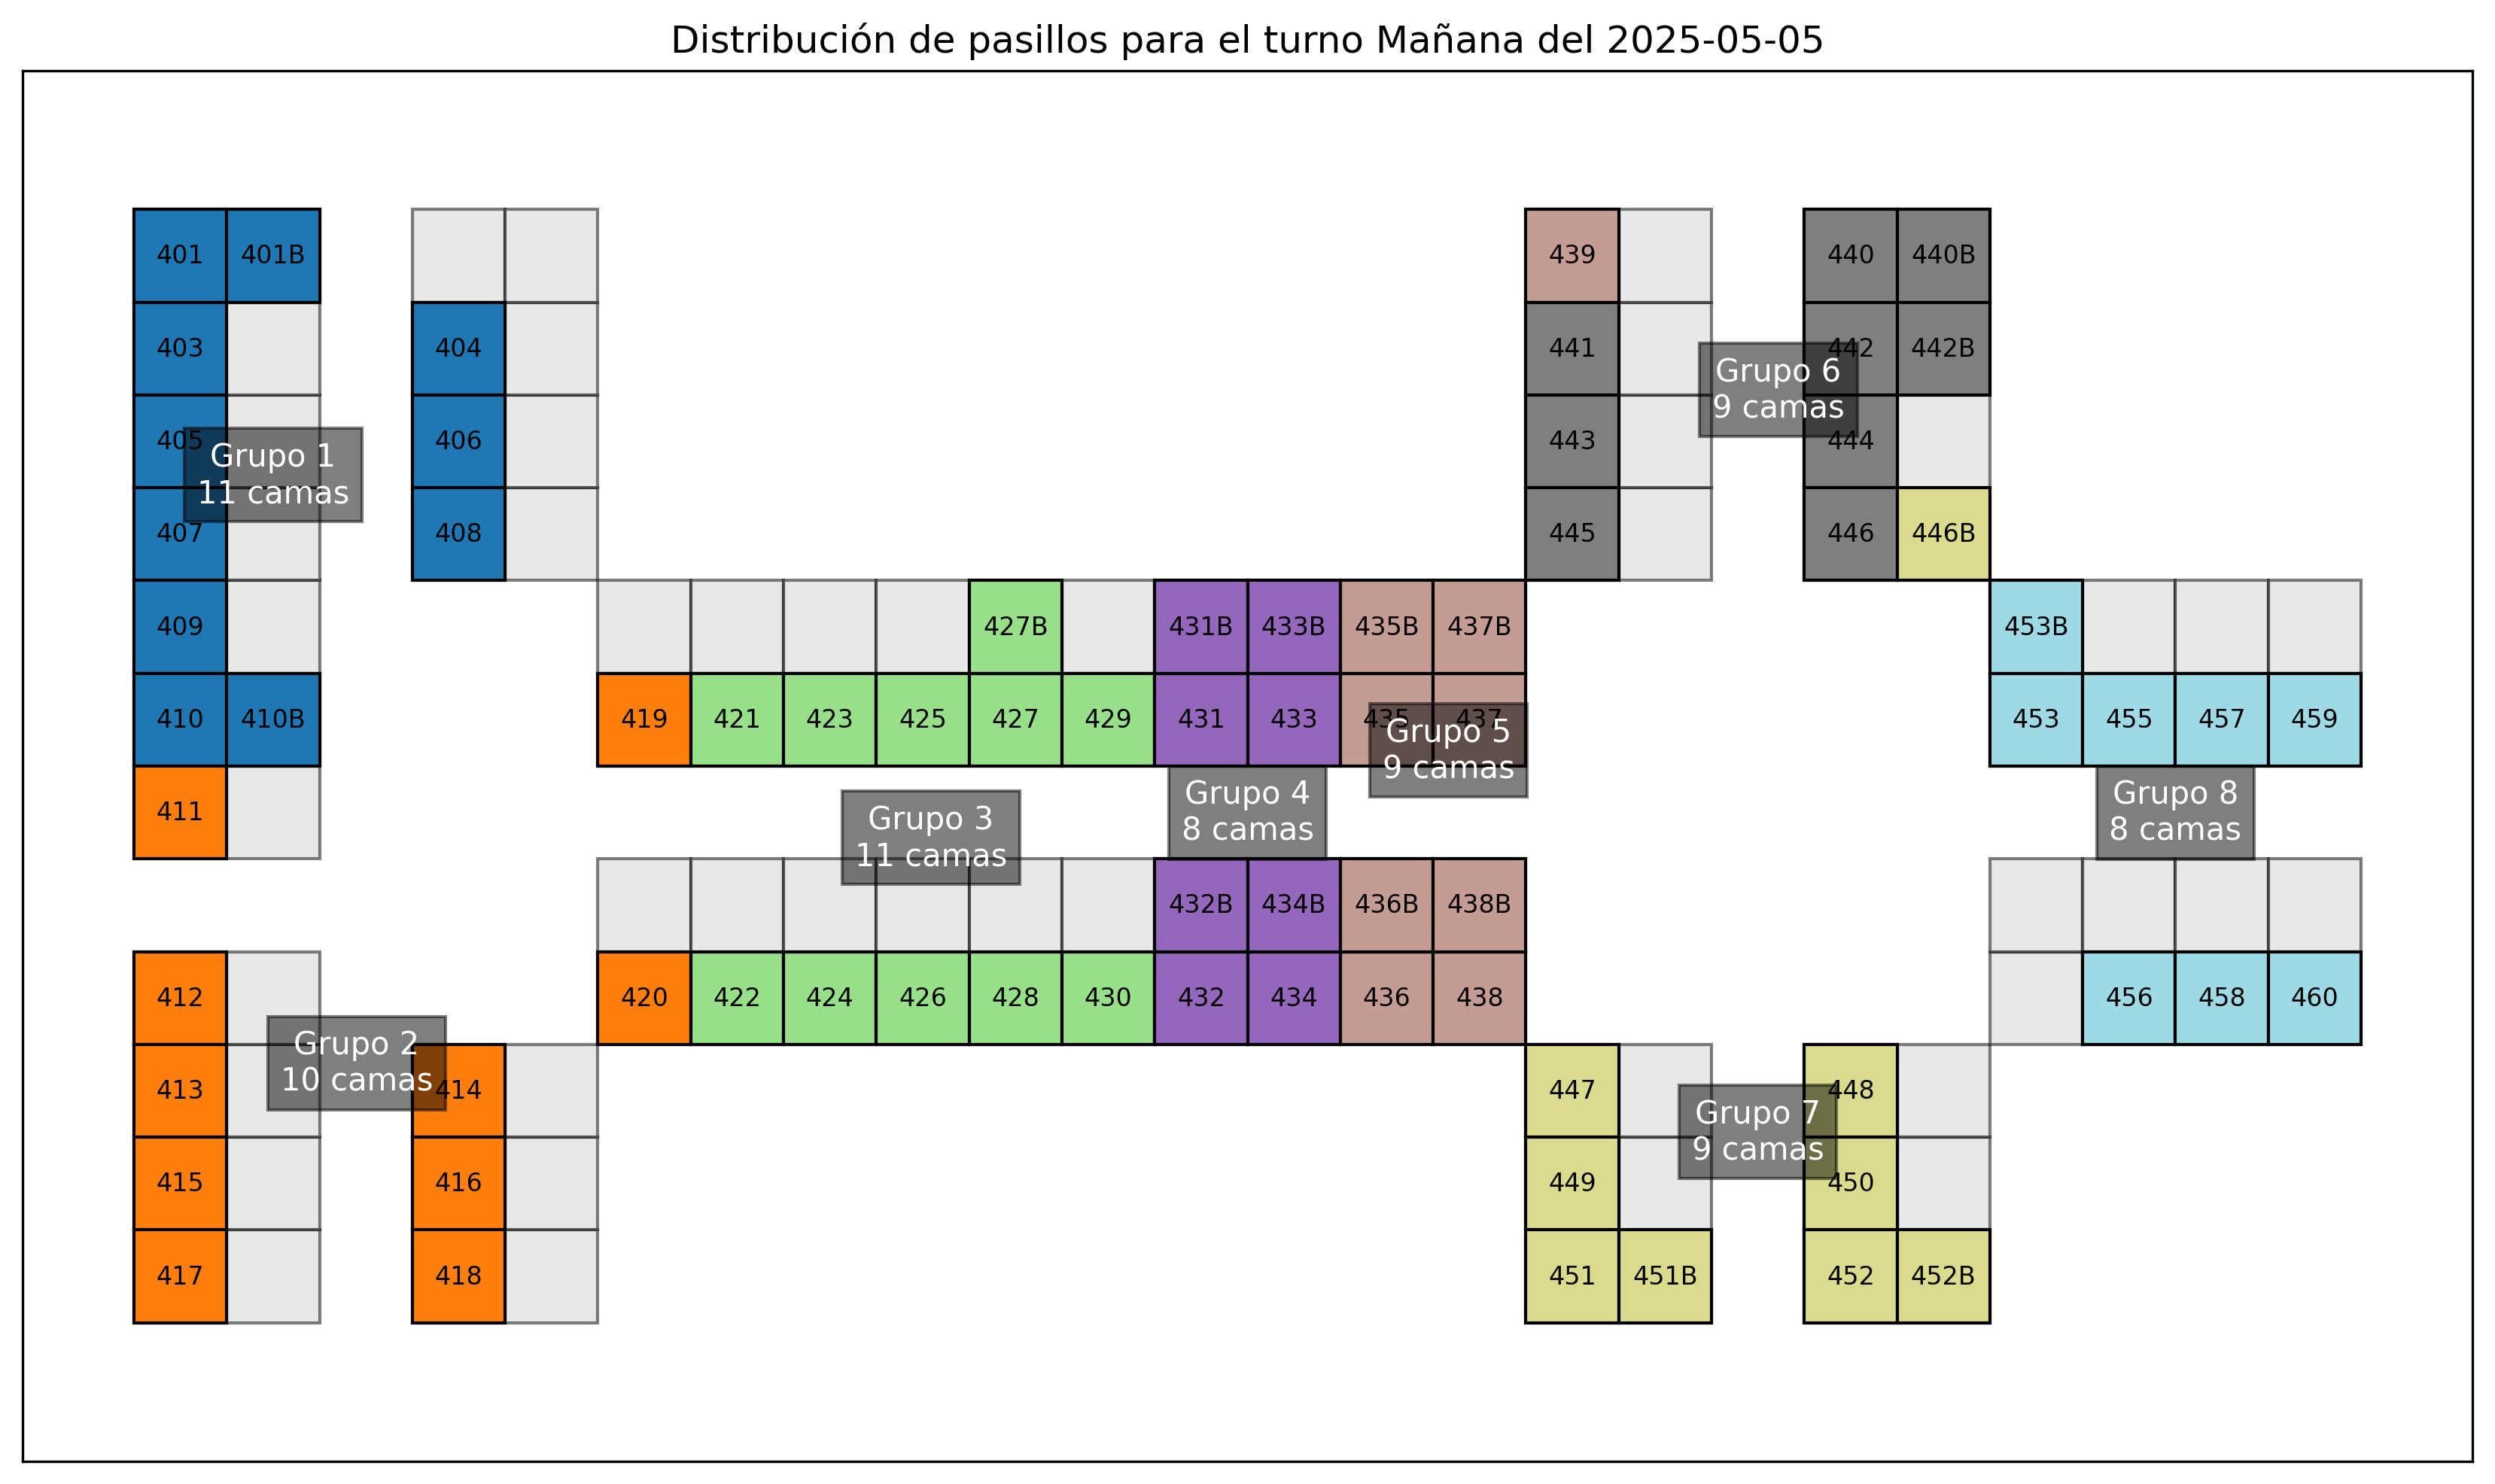 Distribución de pasillos para el turno Mañana del 2025-05-05
401 401B 439 440 440B
403 404 441 442 442B
Grupo 6
9 camas
405 406 443 444
Grupo 1
11 camas
407 408 445 446 446B
409 427B 431B 433B 435B 437B 453B
410 410B 419 421 423 425 427 429 431 433 435 437 453 455 457 459
Grupo 5
9 camas
411
Grupo 4
8 camas
Grupo 8
8 camas
Grupo 3
11 camas
432B 434B 436B 438B
412 420 422 424 426 428 430 432 434 436 438 456 458 460
Grupo 2
10 camas
413 414 447 448
Grupo 7
9 camas
415 416 449 450
417 418 451 451B 452 452B